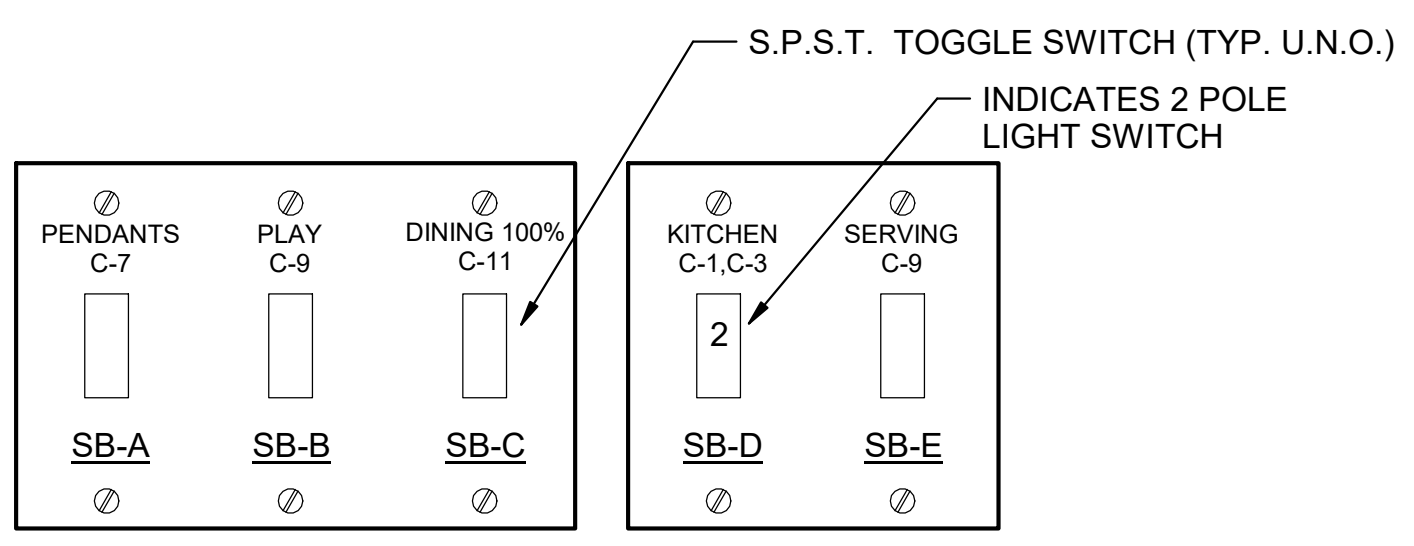 S.P.S.T. TOGGLE SWITCH (TYP. U.N.O.)
INDICATES 2 POLE
LIGHT SWITCH
PENDANTS
C-7
PLAY
C-9
DINING 100%
C-11
KITCHEN
C-1,C-3
SERVING
C-9
2
SB-A
SB-B
SB-C
SB-D
SB-E